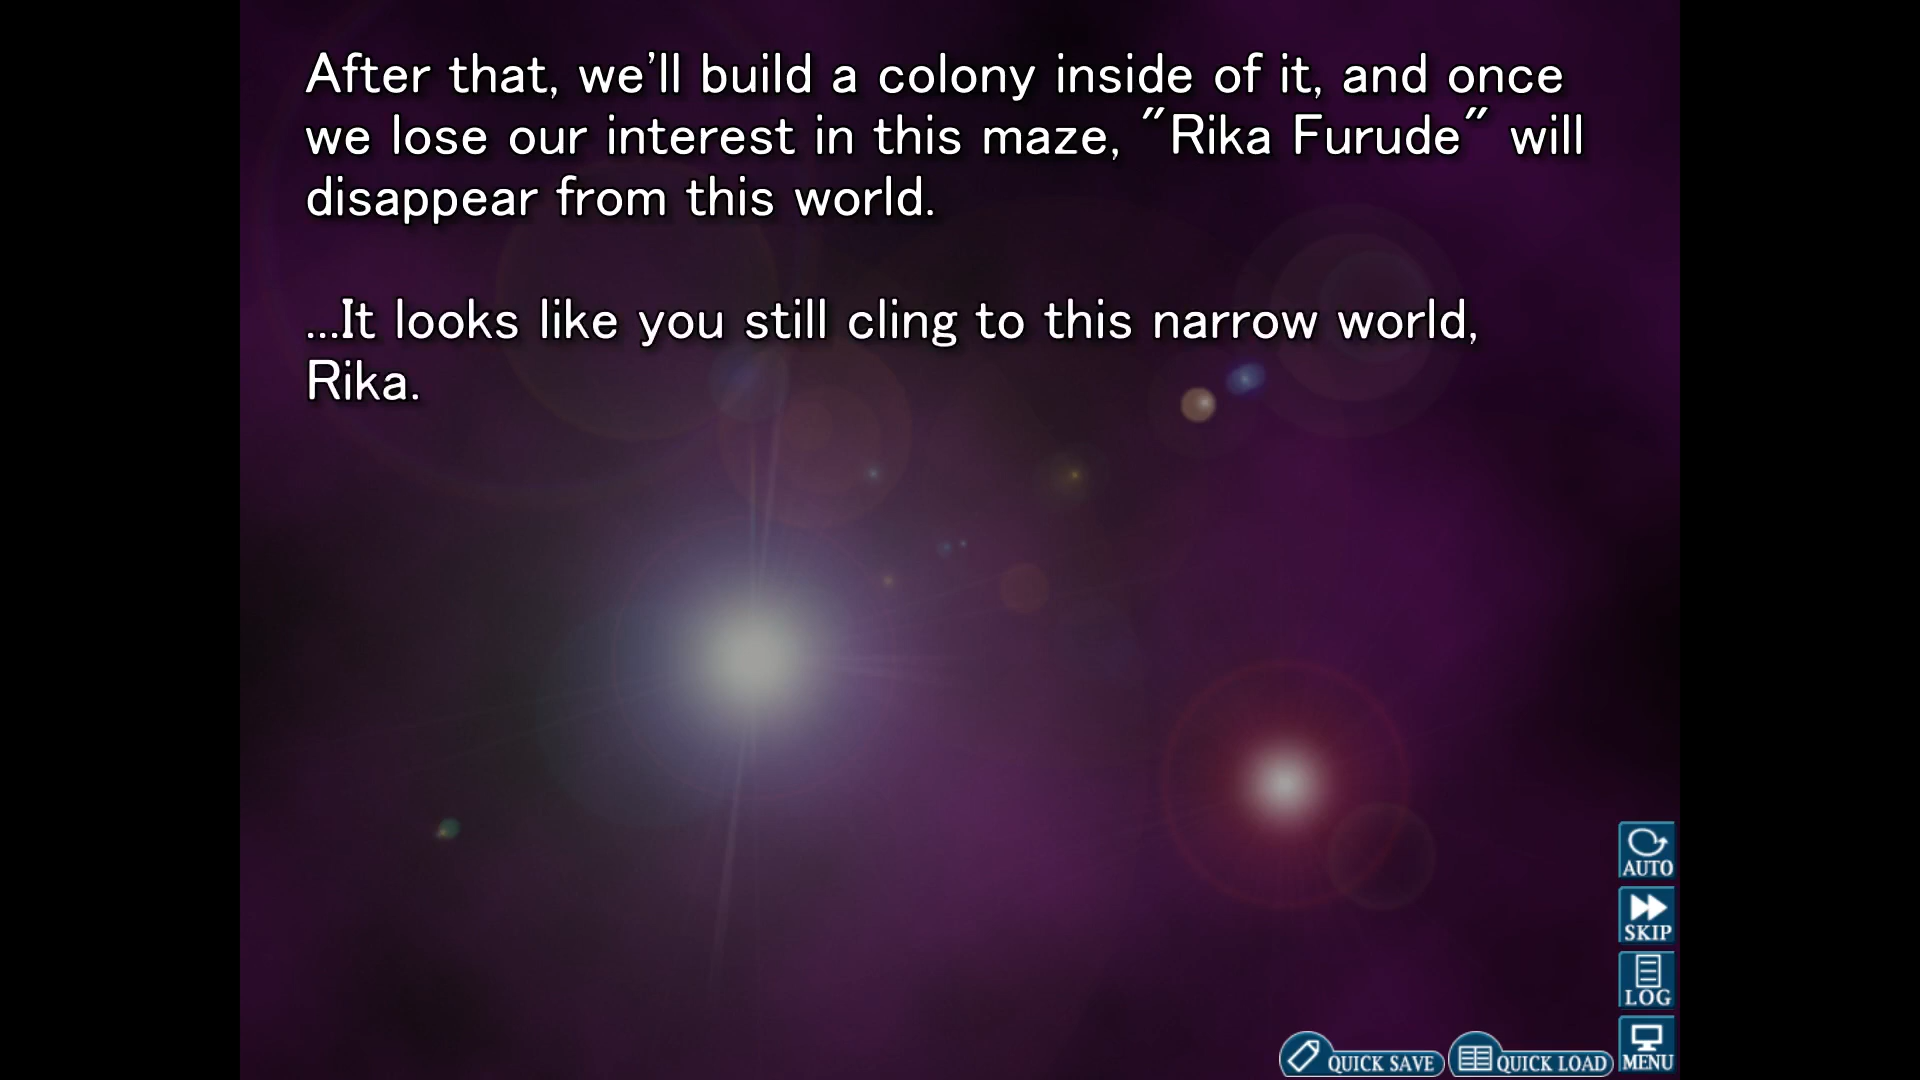 After that, we'll build a colony inside of it, and once
we lose our interest in this maze, "Rika Furude" will
disappear from this world.
...It looks like you still cling to this narrow world,
Rika.
AUTO
SKIP
LOG
MENU
QUICK SAVE
QUICK LOAD